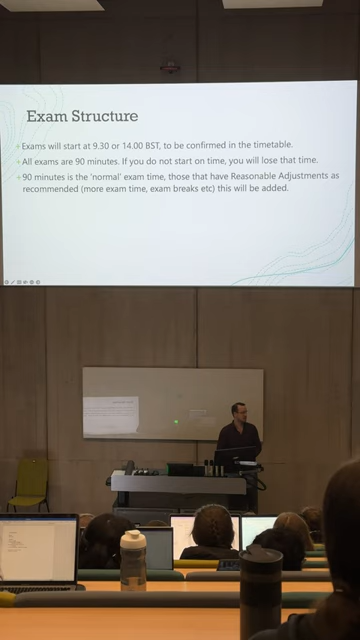 Exam Structure
Exams will start at 9.30 or 14.00 BST, to be confirmed in the timetable.
All exams are 90 minutes. If you do not start on time, you will lose that time.
90 minutes is the 'normal' exam time, those that have Reasonable Adjustments as
recommended (more exam time, exam breaks etc) this will be added.